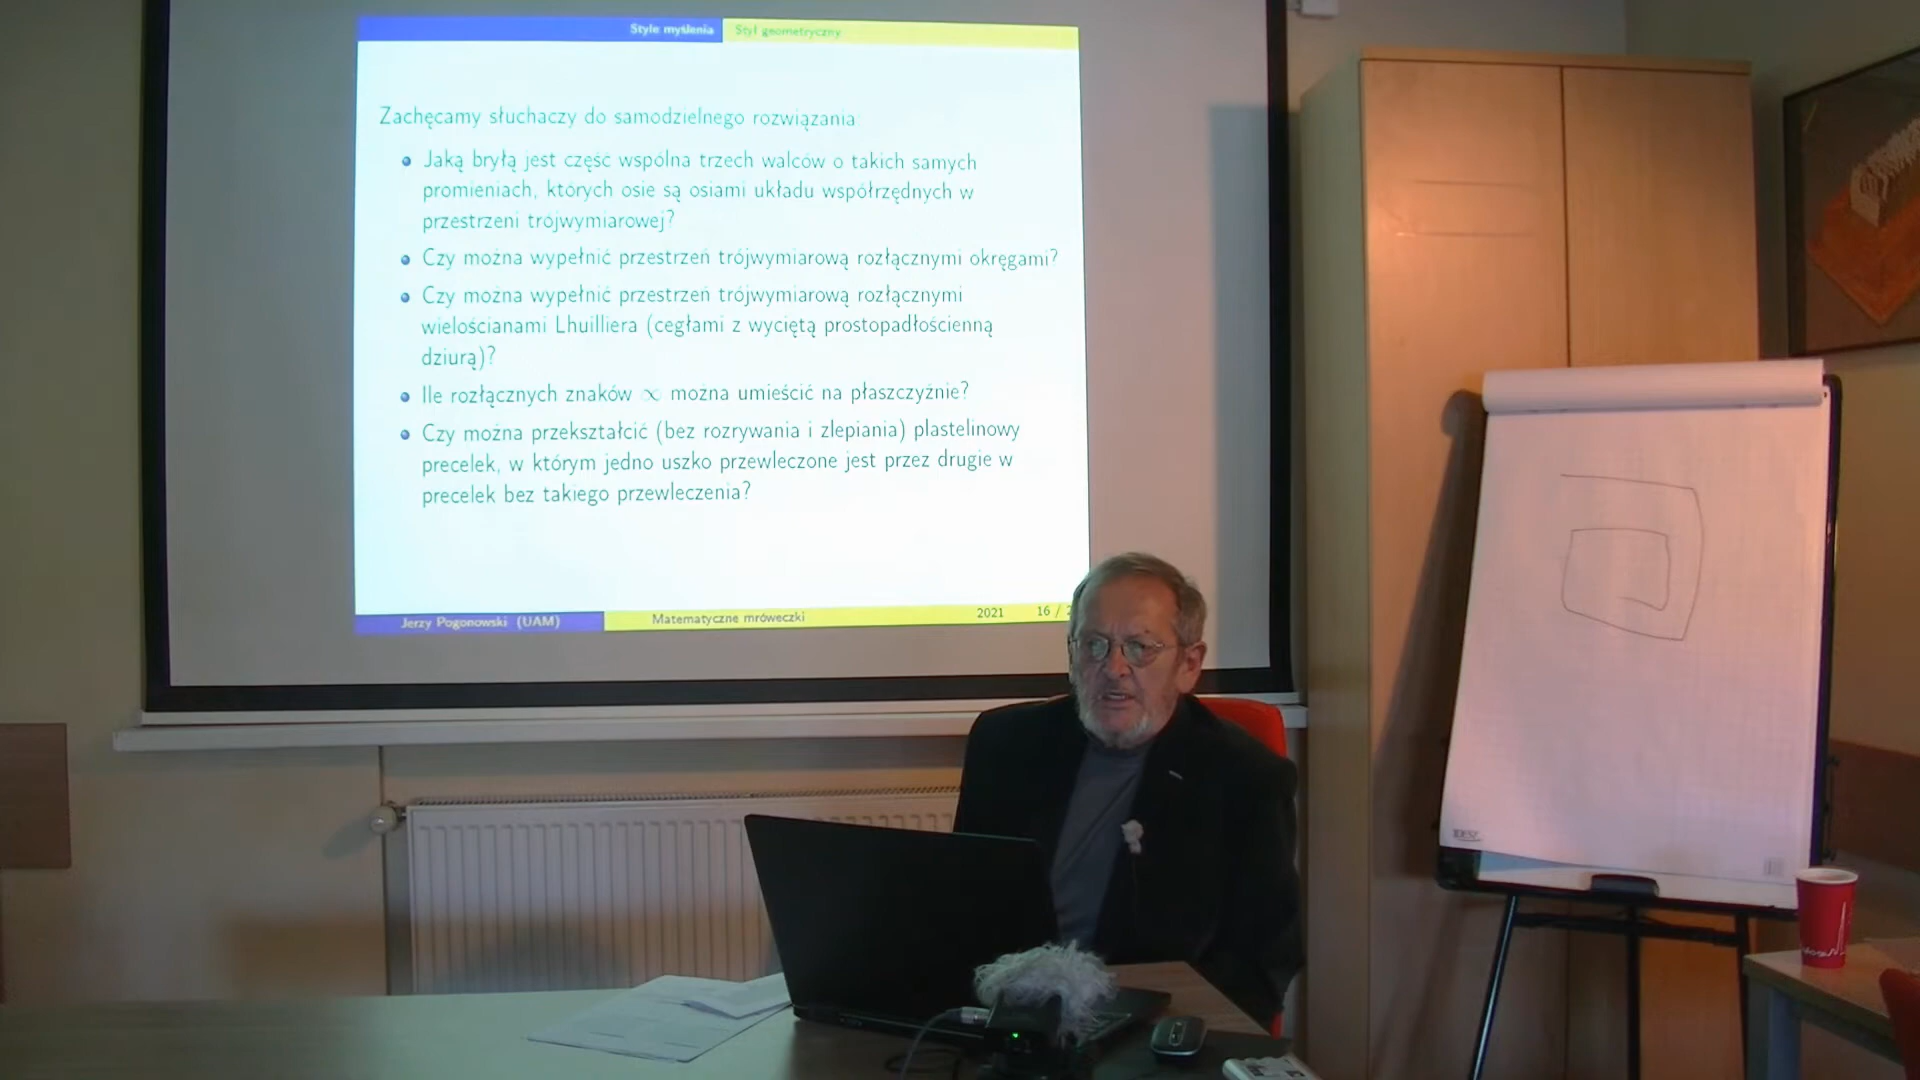 Style myślenia Styl geometryczny
Zachęcamy słuchaczy do samodzielnego rozwiązania:
Jaką bryłą jest część wspólna trzech walców o takich samych
promieniach, których osie są osiami układu współrzędnych w
przestrzeni trójwymiarowej?
Czy można wypełnić przestrzeń trójwymiarową rozłącznymi okręgami?
Czy można wypełnić przestrzeń trójwymiarową rozłącznymi
wielościanami Lhuilliera (cegłami z wyciętą prostopadłościenną
dziurą)?
Ile rozłącznych znaków ∞ można umieścić na płaszczyźnie?
Czy można przekształcić (bez rozrywania i zlepiania) plastelinowy
precelek, w którym jedno uszko przewleczone jest przez drugie w
precelek bez takiego przewleczenia?
Jerzy Pogonowski (UAM) Matematyczne mróweczki 2021 16 /